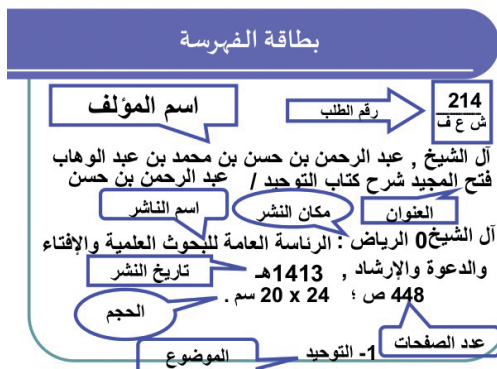 بطاقة الفهرسة
214
ش ع ف
رقم الطلب
اسم المؤلف
آل الشيخ , عبد الرحمن بن حسن بن محمد بن عبد الوهاب
فتح المجيد شرح كتاب التوحيد / عبد الرحمن بن حسن
العنوان
مكان النشر
اسم الناشر
آل الشيخ0 الرياض : الرئاسة العامة للبحوث العلمية والإفتاء
والدعوة والإرشاد , 1413هـ
تاريخ النشر
448 ص ؛ 24 x 20 سم .
الحجم
عدد الصفحات
1- التوحيد
الموضوع